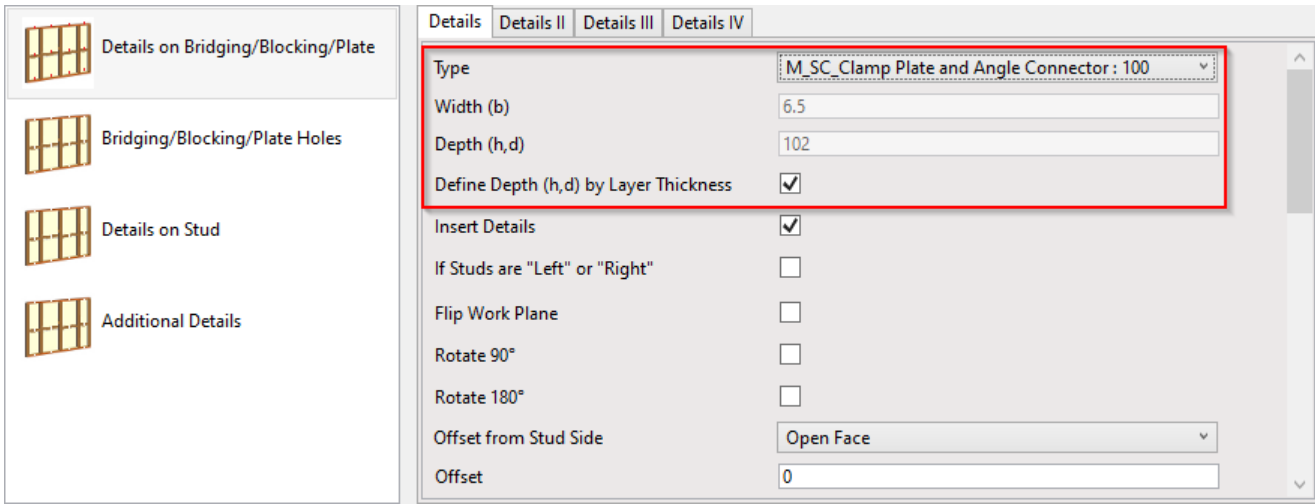 Details on Bridging/Blocking/Plate
Bridging/Blocking/Plate Holes
Details on Stud
Additional Details
Details Details II Details III Details IV
Type M_SC_Clamp Plate and Angle Connector : 100
Width (b) 6.5
Depth (h,d) 102
Define Depth (h,d) by Layer Thickness
Insert Details
If Studs are "Left" or "Right"
Flip Work Plane
Rotate 90°
Rotate 180°
Offset from Stud Side Open Face
Offset 0